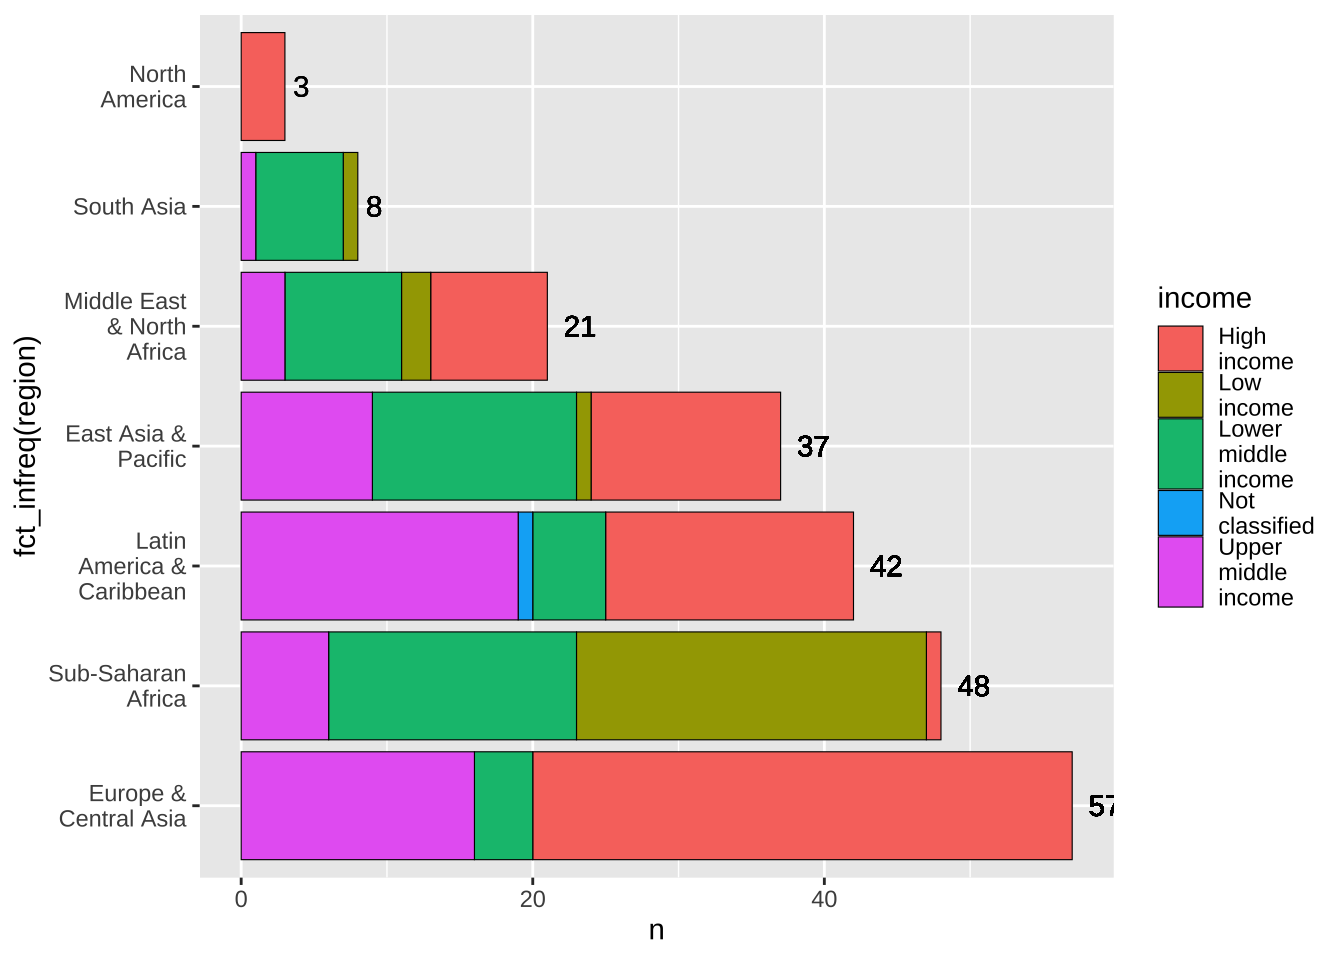 North
America
3
South Asia
8
Middle East
& North
Africa
21
East Asia &
Pacific
37
Latin
America &
Caribbean
42
Sub-Saharan
Africa
48
Europe &
Central Asia
57
0
20
40
n
fct_infreq(region)
income
High
income
Low
income
Lower
middle
income
Not
classified
Upper
middle
income